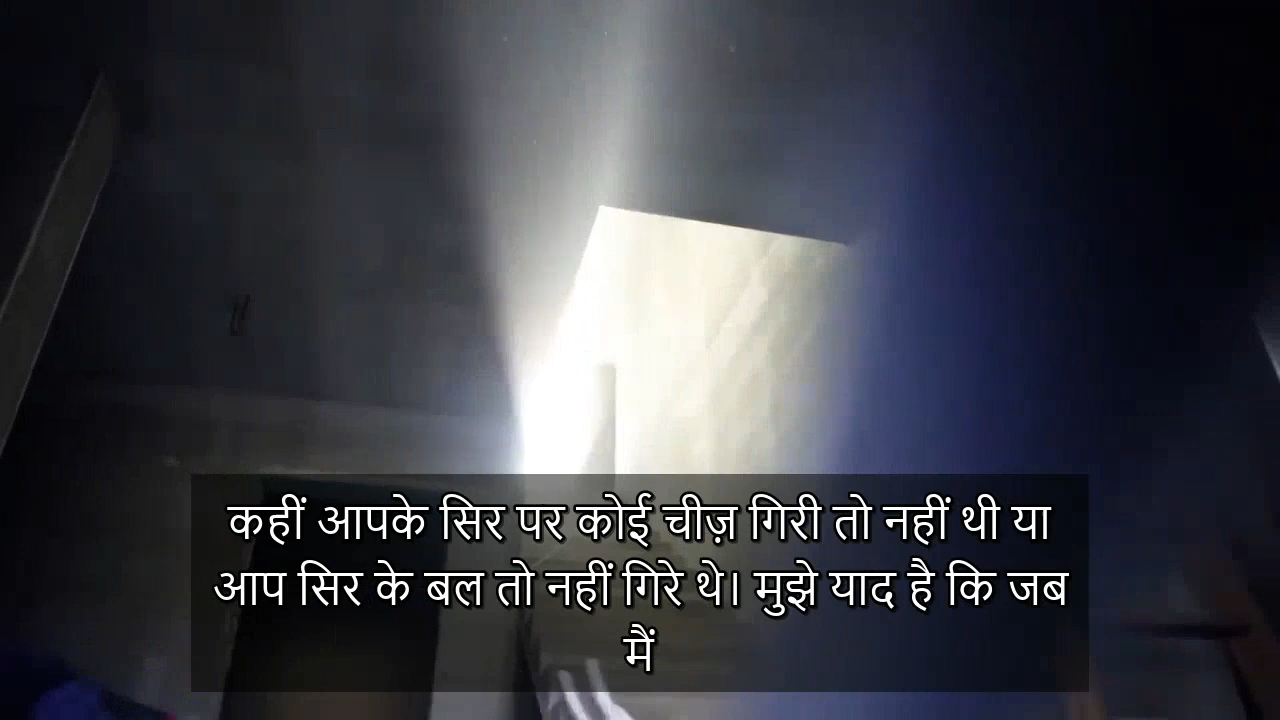 कहीं आपके सिर पर कोई चीज़ गिरी तो नहीं थी या
आप सिर के बल तो नहीं गिरे थे। मुझे याद है कि जब
मैं